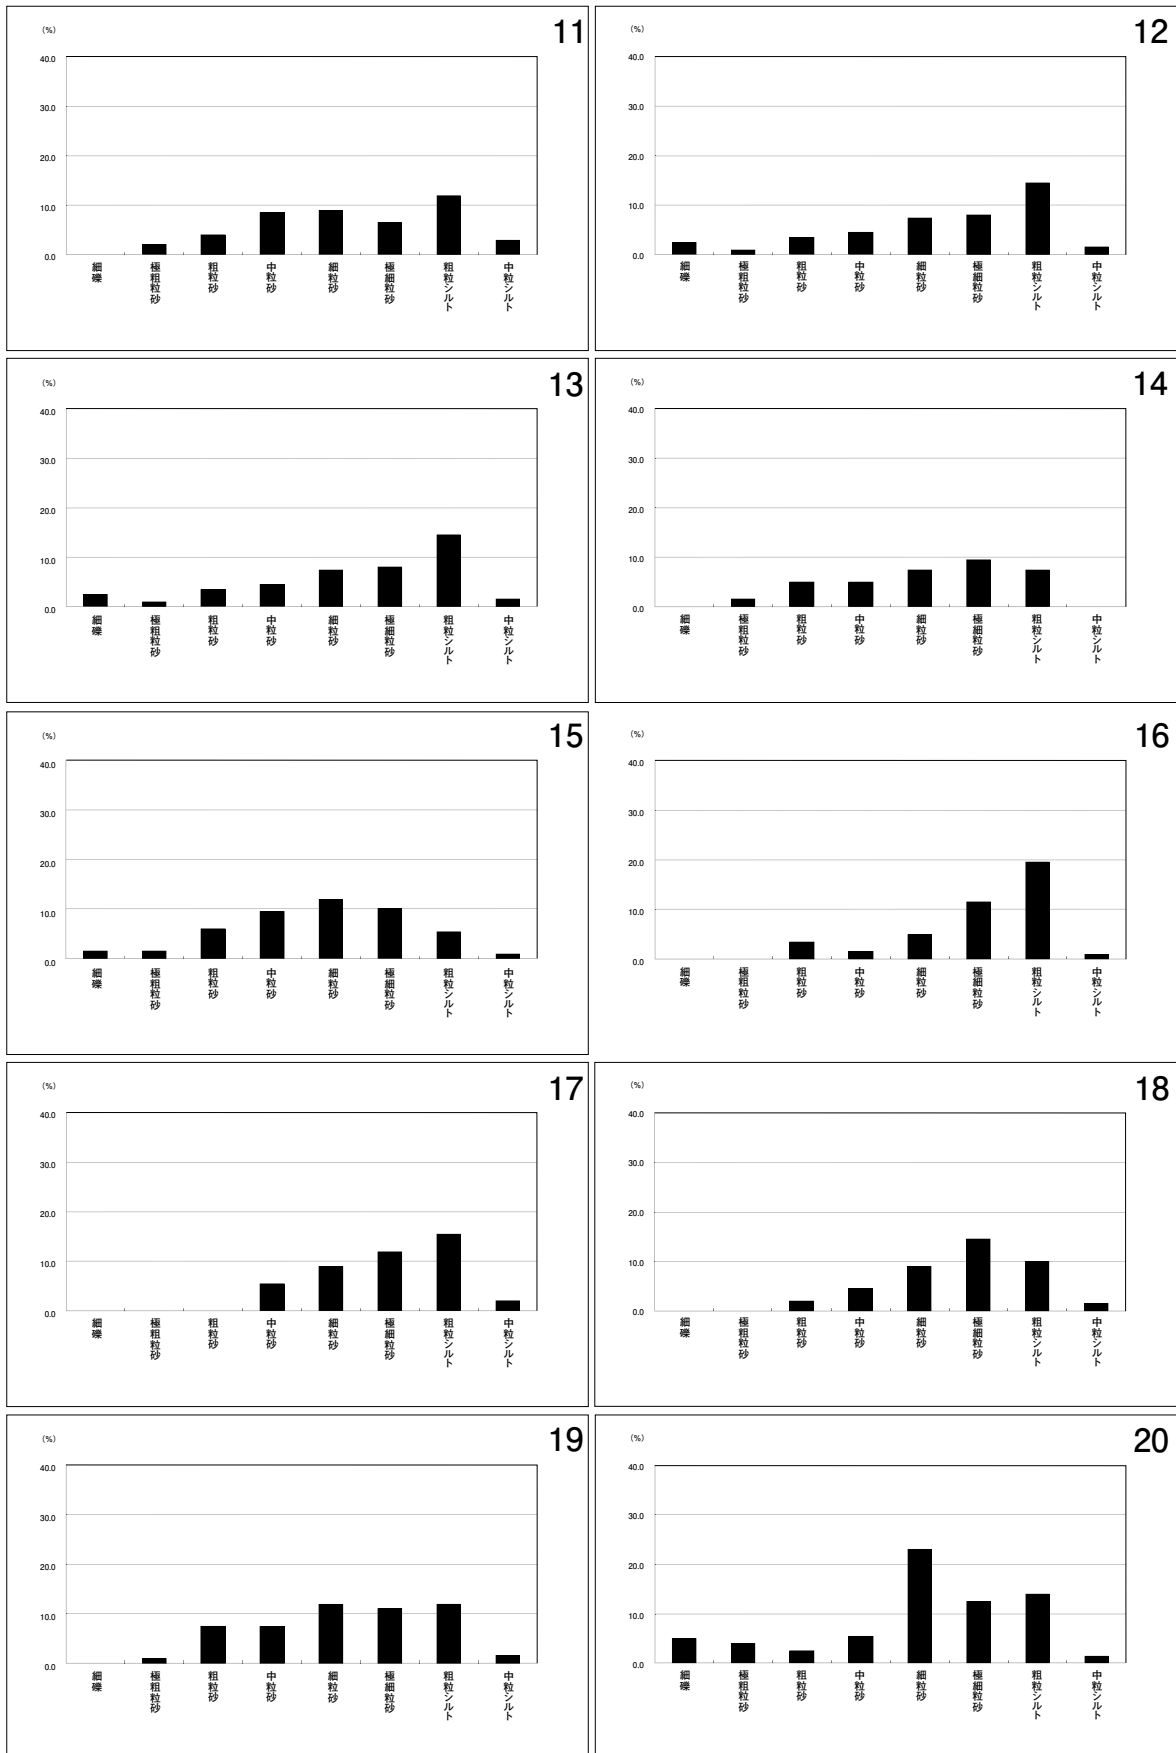 11
(%)
40.0
30.0
20.0
10.0
0.0
細礫
極粗粒砂
粗粒砂
中粒砂
細粒砂
極細粒砂
粗粒シルト
中粒シルト
12
(%)
40.0
30.0
20.0
10.0
0.0
細礫
極粗粒砂
粗粒砂
中粒砂
細粒砂
極細粒砂
粗粒シルト
中粒シルト
13
(%)
40.0
30.0
20.0
10.0
0.0
細礫
極粗粒砂
粗粒砂
中粒砂
細粒砂
極細粒砂
粗粒シルト
中粒シルト
14
(%)
40.0
30.0
20.0
10.0
0.0
細礫
極粗粒砂
粗粒砂
中粒砂
細粒砂
極細粒砂
粗粒シルト
中粒シルト
15
(%)
40.0
30.0
20.0
10.0
0.0
細礫
極粗粒砂
粗粒砂
中粒砂
細粒砂
極細粒砂
粗粒シルト
中粒シルト
16
(%)
40.0
30.0
20.0
10.0
0.0
細礫
極粗粒砂
粗粒砂
中粒砂
細粒砂
極細粒砂
粗粒シルト
中粒シルト
17
(%)
40.0
30.0
20.0
10.0
0.0
細礫
極粗粒砂
粗粒砂
中粒砂
細粒砂
極細粒砂
粗粒シルト
中粒シルト
18
(%)
40.0
30.0
20.0
10.0
0.0
細礫
極粗粒砂
粗粒砂
中粒砂
細粒砂
極細粒砂
粗粒シルト
中粒シルト
19
(%)
40.0
30.0
20.0
10.0
0.0
細礫
極粗粒砂
粗粒砂
中粒砂
細粒砂
極細粒砂
粗粒シルト
中粒シルト
20
(%)
40.0
30.0
20.0
10.0
0.0
細礫
極粗粒砂
粗粒砂
中粒砂
細粒砂
極細粒砂
粗粒シルト
中粒シルト